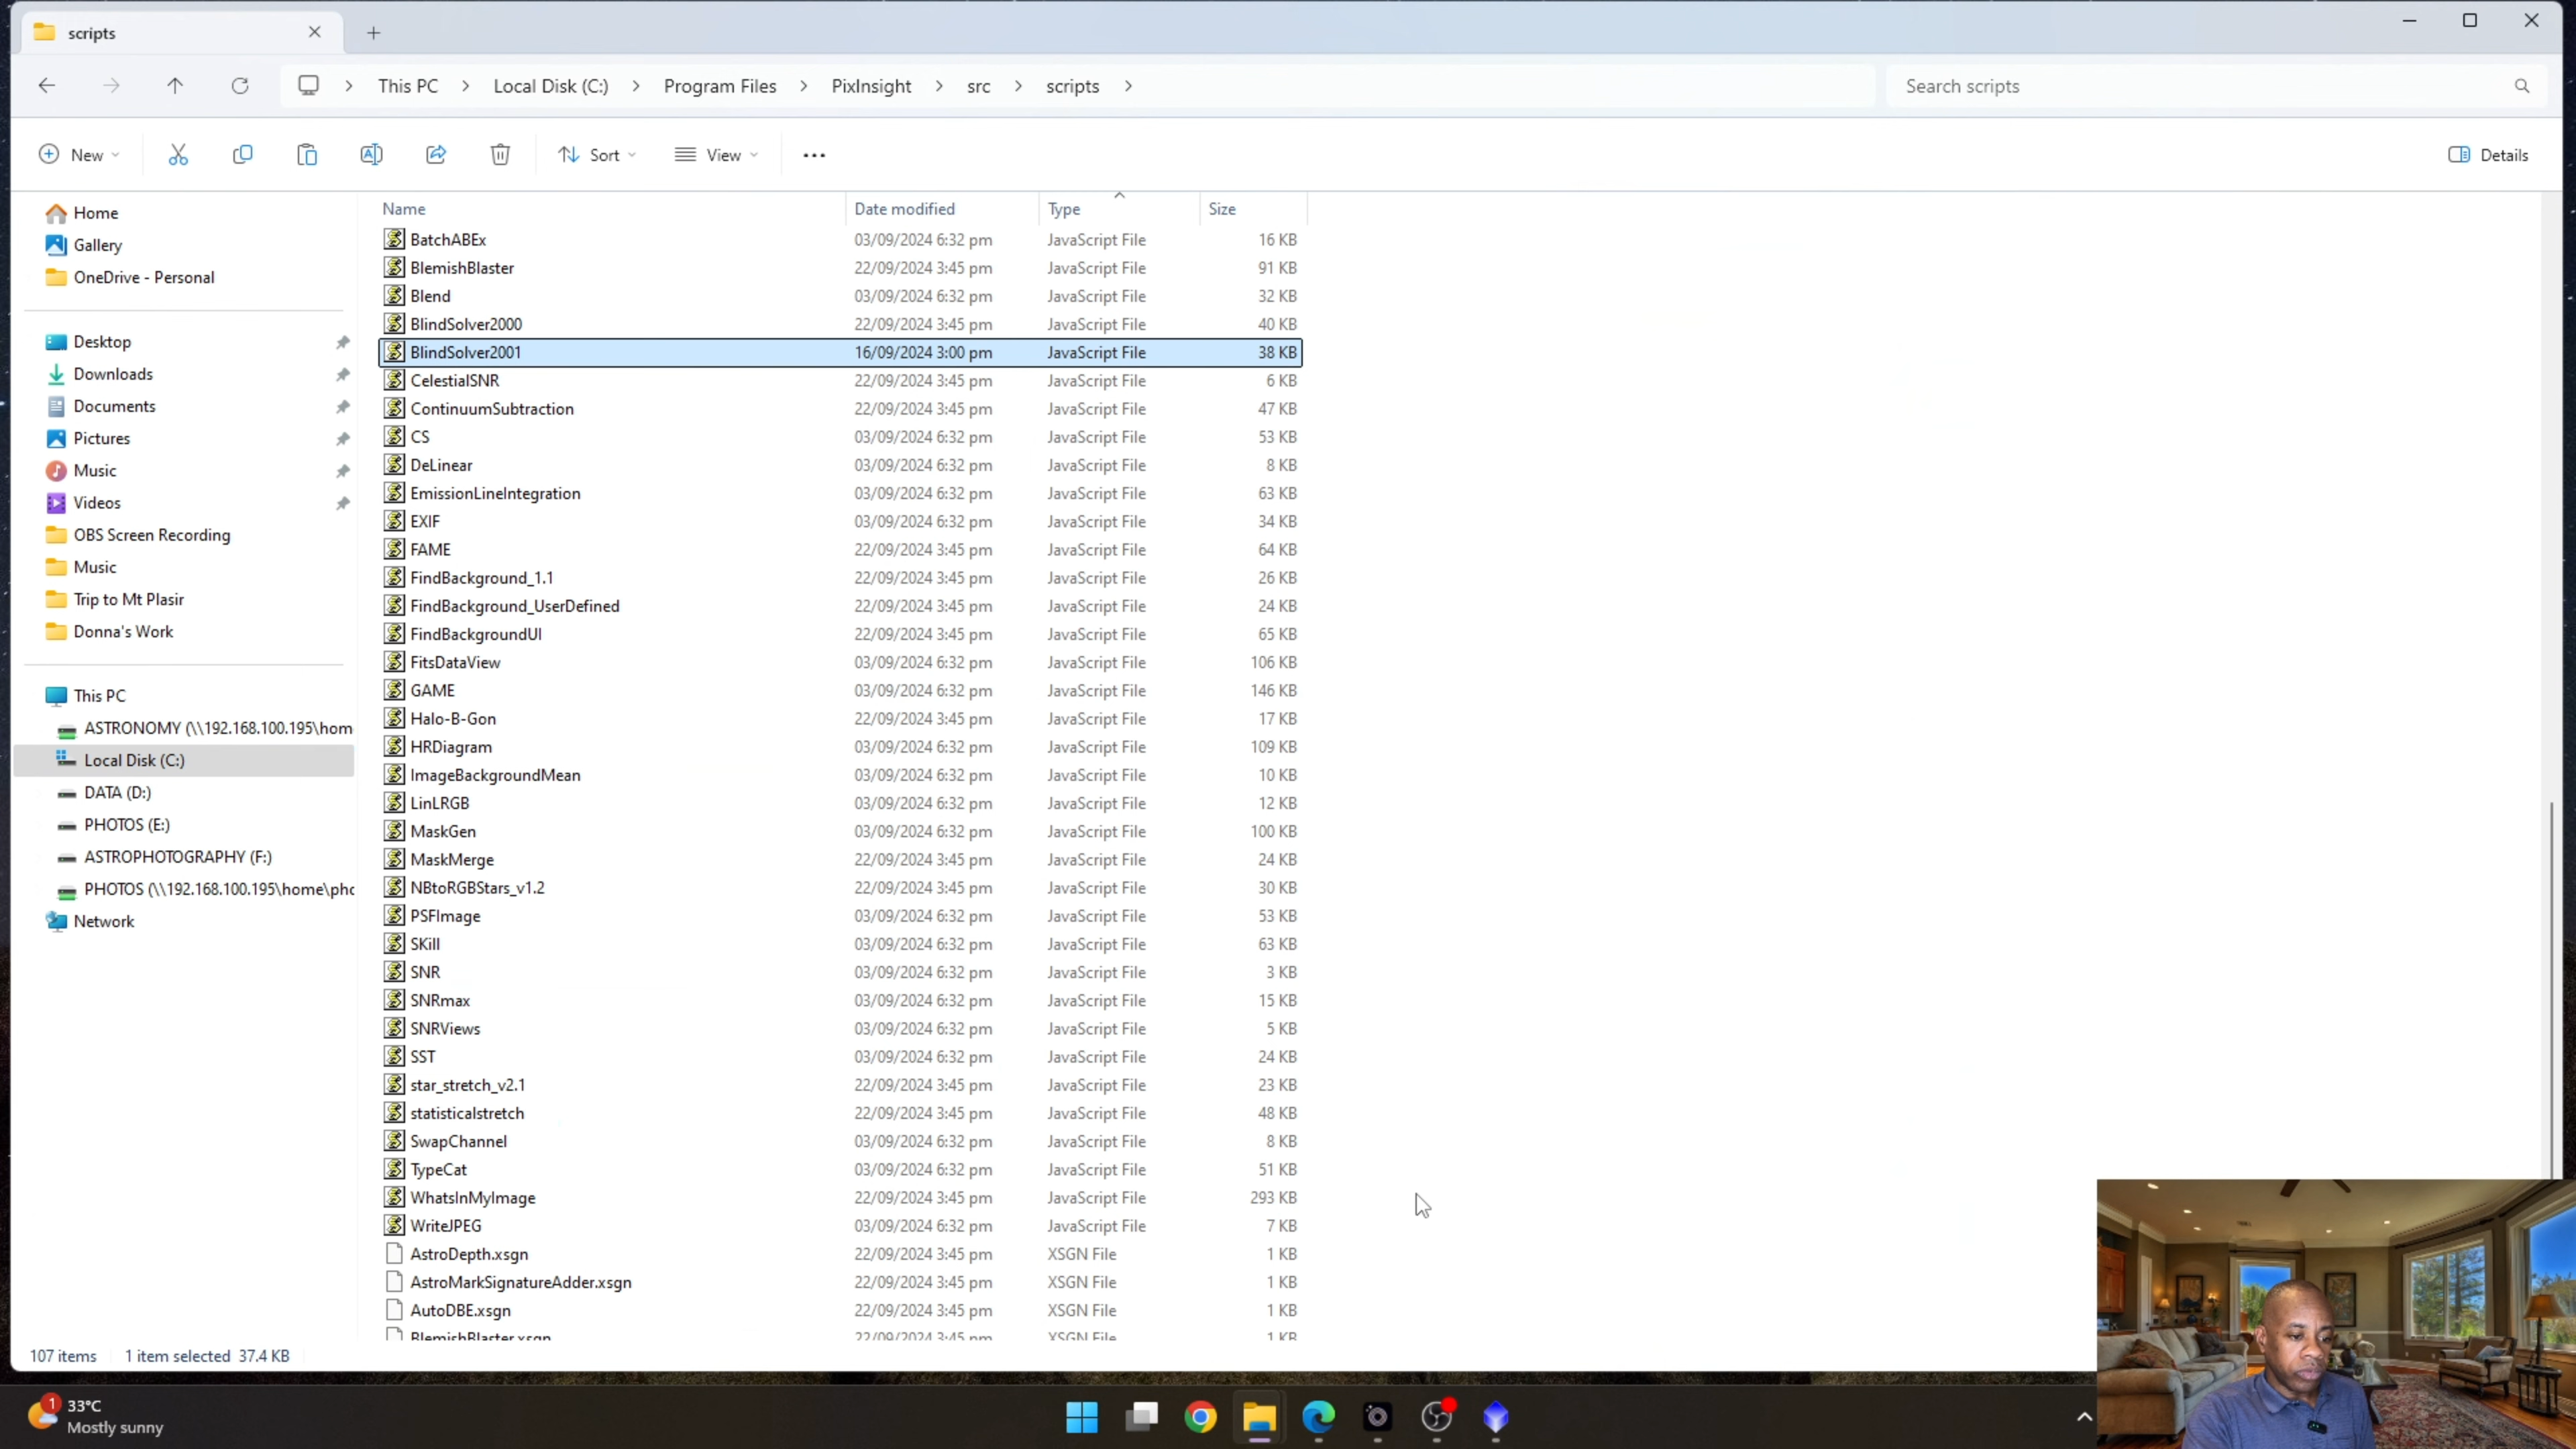 scripts
This PC
Local Disk (C:)
Program Files
PixInsight
src
scripts
Search scripts
New
Sort
View
Details
Home
Gallery
OneDrive - Personal
Desktop
Downloads
Documents
Pictures
Music
Videos
OBS Screen Recording
Music
Trip to Mt Plasir
Donna's Work
This PC
ASTRONOMY (\\192.168.100.195\hom
Local Disk (C:)
DATA (D:)
PHOTOS (E:)
ASTROPHOTOGRAPHY (F:)
PHOTOS (\\192.168.100.195\home\phc
Network
Name Date modified Type Size
BatchABEx 03/09/2024 6:32 pm JavaScript File 16 KB
BlemishBlaster 22/09/2024 3:45 pm JavaScript File 91 KB
Blend 03/09/2024 6:32 pm JavaScript File 32 KB
BlindSolver2000 22/09/2024 3:45 pm JavaScript File 40 KB
BlindSolver2001 16/09/2024 3:00 pm JavaScript File 38 KB
CelestialSNR 22/09/2024 3:45 pm JavaScript File 6 KB
ContinuumSubtraction 22/09/2024 3:45 pm JavaScript File 47 KB
CS 03/09/2024 6:32 pm JavaScript File 53 KB
DeLinear 03/09/2024 6:32 pm JavaScript File 8 KB
EmissionLineIntegration 03/09/2024 6:32 pm JavaScript File 63 KB
EXIF 03/09/2024 6:32 pm JavaScript File 34 KB
FAME 22/09/2024 3:45 pm JavaScript File 64 KB
FindBackground_1.1 22/09/2024 3:45 pm JavaScript File 26 KB
FindBackground_UserDefined 22/09/2024 3:45 pm JavaScript File 24 KB
FindBackgroundUI 22/09/2024 3:45 pm JavaScript File 65 KB
FitsDataView 03/09/2024 6:32 pm JavaScript File 106 KB
GAME 03/09/2024 6:32 pm JavaScript File 146 KB
Halo-B-Gon 22/09/2024 3:45 pm JavaScript File 17 KB
HRDiagram 03/09/2024 6:32 pm JavaScript File 109 KB
ImageBackgroundMean 03/09/2024 6:32 pm JavaScript File 10 KB
LinLRGB 03/09/2024 6:32 pm JavaScript File 12 KB
MaskGen 03/09/2024 6:32 pm JavaScript File 100 KB
MaskMerge 22/09/2024 3:45 pm JavaScript File 24 KB
NBtoRGBStars_v1.2 22/09/2024 3:45 pm JavaScript File 30 KB
PSFImage 03/09/2024 6:32 pm JavaScript File 53 KB
SKill 03/09/2024 6:32 pm JavaScript File 63 KB
SNR 03/09/2024 6:32 pm JavaScript File 3 KB
SNRmax 03/09/2024 6:32 pm JavaScript File 15 KB
SNRViews 03/09/2024 6:32 pm JavaScript File 5 KB
SST 03/09/2024 6:32 pm JavaScript File 24 KB
star_stretch_v2.1 22/09/2024 3:45 pm JavaScript File 23 KB
statisticalstretch 22/09/2024 3:45 pm JavaScript File 48 KB
SwapChannel 03/09/2024 6:32 pm JavaScript File 8 KB
TypeCat 03/09/2024 6:32 pm JavaScript File 51 KB
WhatsInMyImage 22/09/2024 3:45 pm JavaScript File 293 KB
WriteJPEG 03/09/2024 6:32 pm JavaScript File 7 KB
AstroDepth.xsgn 22/09/2024 3:45 pm XSGN File 1 KB
AstroMarkSignatureAdder.xsgn 22/09/2024 3:45 pm XSGN File 1 KB
AutoDBE.xsgn 22/09/2024 3:45 pm XSGN File 1 KB
BlemishBlaster.xsgn 22/09/2024 3:45 pm XSGN File 1 KB
107 items 1 item selected 37.4 KB
1
33°C
Mostly sunny